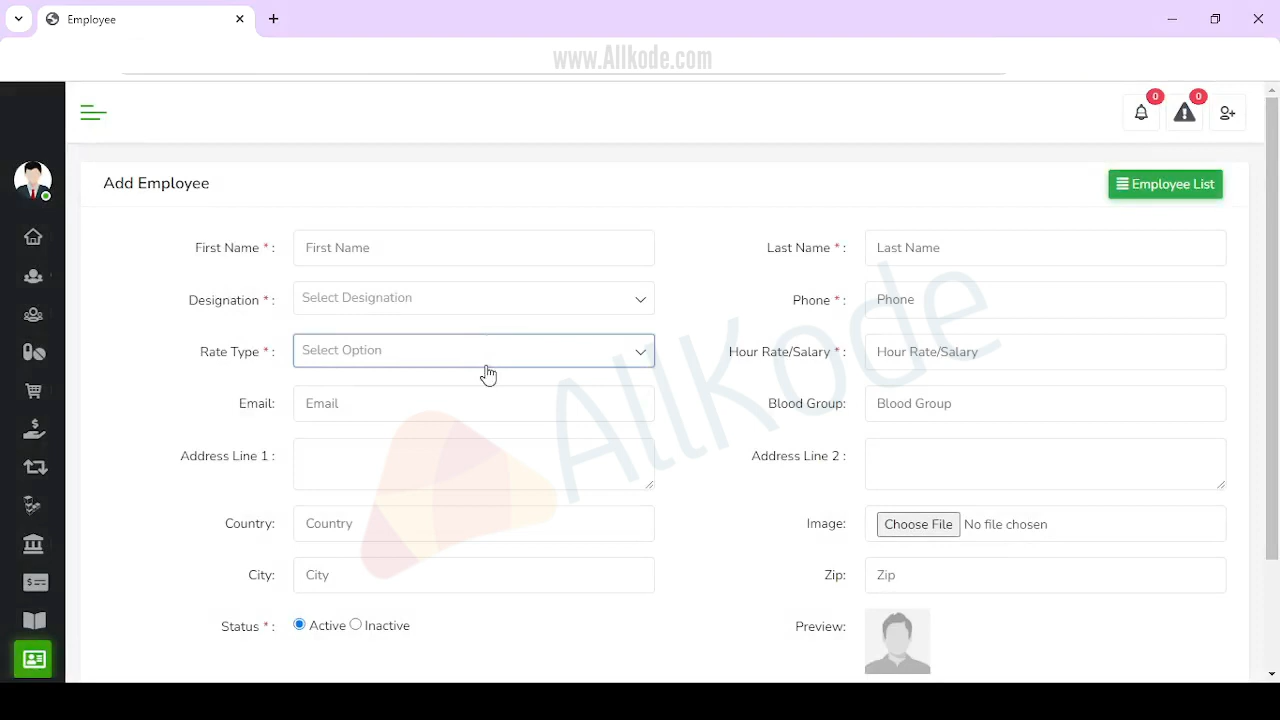 Employee
www.Allkode.com
0 0
Add Employee
Employee List
First Name * : First Name Last Name * : Last Name
Designation * : Select Designation Phone * : Phone
Rate Type * : Select Option Hour Rate/Salary * : Hour Rate/Salary
Email: Email Blood Group: Blood Group
Address Line 1 : Address Line 2 :
Country: Country Image: Choose File No file chosen
City: City Zip: Zip
Status * : Active Inactive Preview:
AllKode